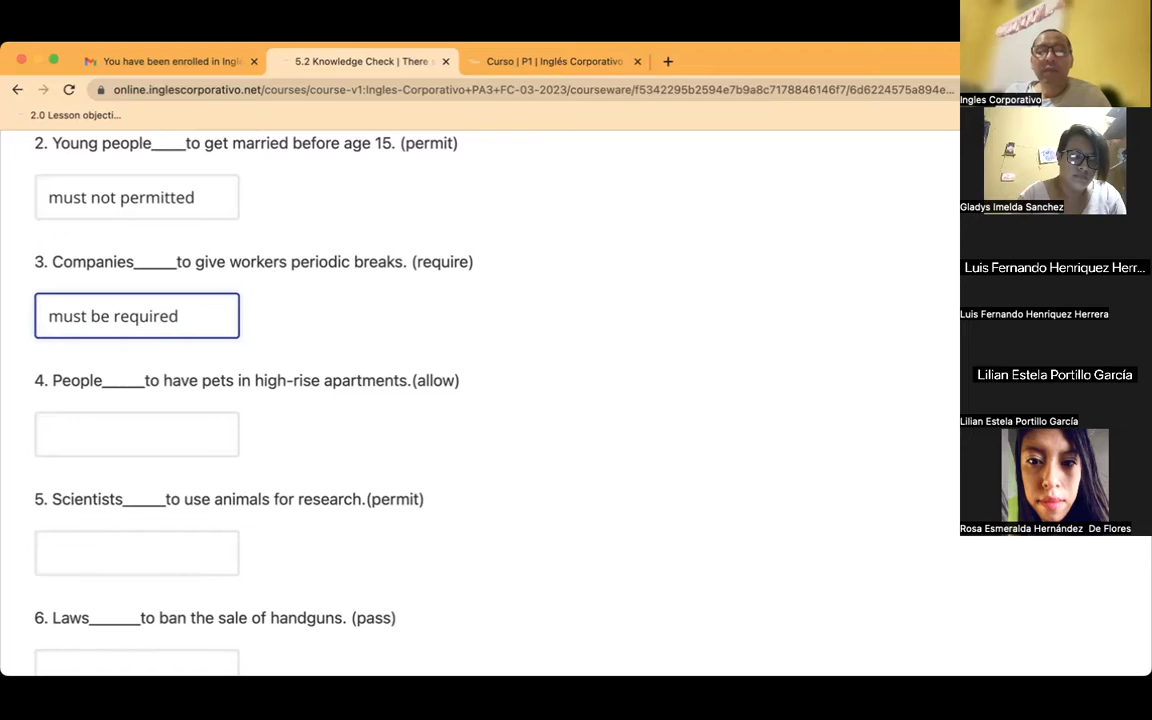 You have been enrolled in Ingl
5.2 Knowledge Check | There
Curso | P1 | Inglés Corporativo
online.inglescorporativo.net/courses/course-v1:Ingles-Corporativo+PA3+FC-03-2023/courseware/f5342295b2594e7b9a8c7178846146f7/6d6224575a894e...
2.0 Lesson objecti...
2. Young people____to get married before age 15. (permit)
must not permitted
3. Companies_____to give workers periodic breaks. (require)
must be required
4. People_____to have pets in high-rise apartments.(allow)
5. Scientists_____to use animals for research.(permit)
6. Laws______to ban the sale of handguns. (pass)
Ingles Corporativo
Gladys Imelda Sanchez
Luis Fernando Henriquez Herr...
Luis Fernando Henriquez Herrera
Lilian Estela Portillo García
Lilian Estela Portillo García
Rosa Esmeralda Hernández De Flores